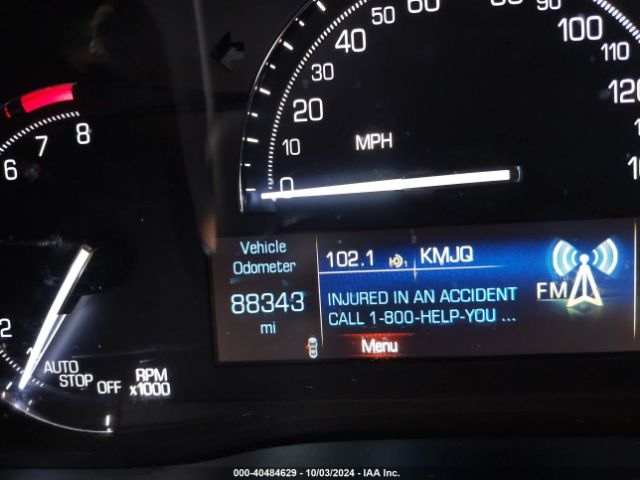 50 60 80 90
40 100
30 110
20 120
10
0
MPH
6 7 8
2
AUTO
STOP OFF RPM
x1000
Vehicle
Odometer
88343
mi
102.1 HD1 KMJQ
INJURED IN AN ACCIDENT
CALL 1-800-HELP-YOU ...
FM
Menu
000-40484629 - 10/03/2024 - IAA Inc.